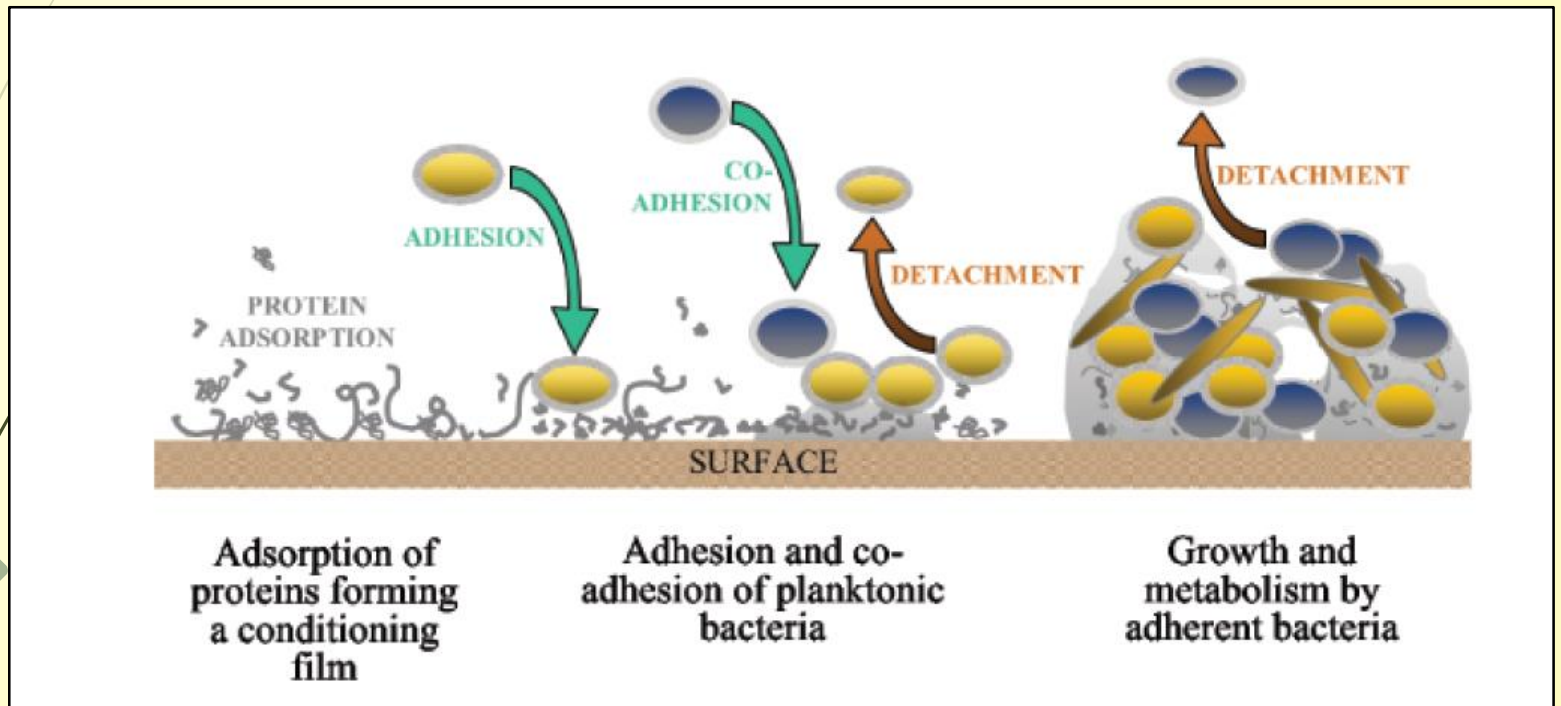 CO-
ADHESION
DETACHMENT
ADHESION
DETACHMENT
PROTEIN
ADSORPTION
SURFACE
Adsorption of
proteins forming
a conditioning
film
Adhesion and co-
adhesion of planktonic
bacteria
Growth and
metabolism by
adherent bacteria